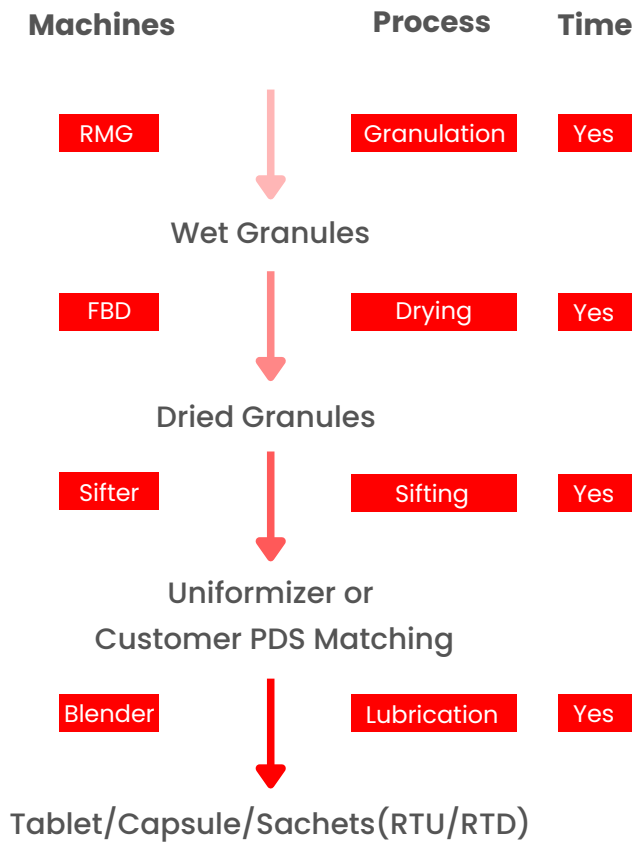 Machines Process Time
RMG Granulation Yes
Wet Granules
FBD Drying Yes
Dried Granules
Sifter Sifting Yes
Uniformizer or
Customer PDS Matching
Blender Lubrication Yes
Tablet/Capsule/Sachets(RTU/RTD)